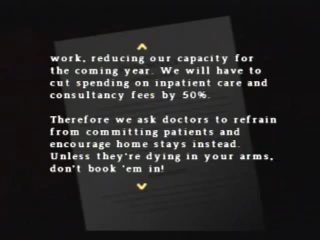 work, reducing our capacity for
the coming year. We will have to
cut spending on inpatient care and
consultancy fees by 50%.
Therefore we ask doctors to refrain
from committing patients and
encourage home stays instead.
Unless they're dying in your arms,
don't book 'em in!